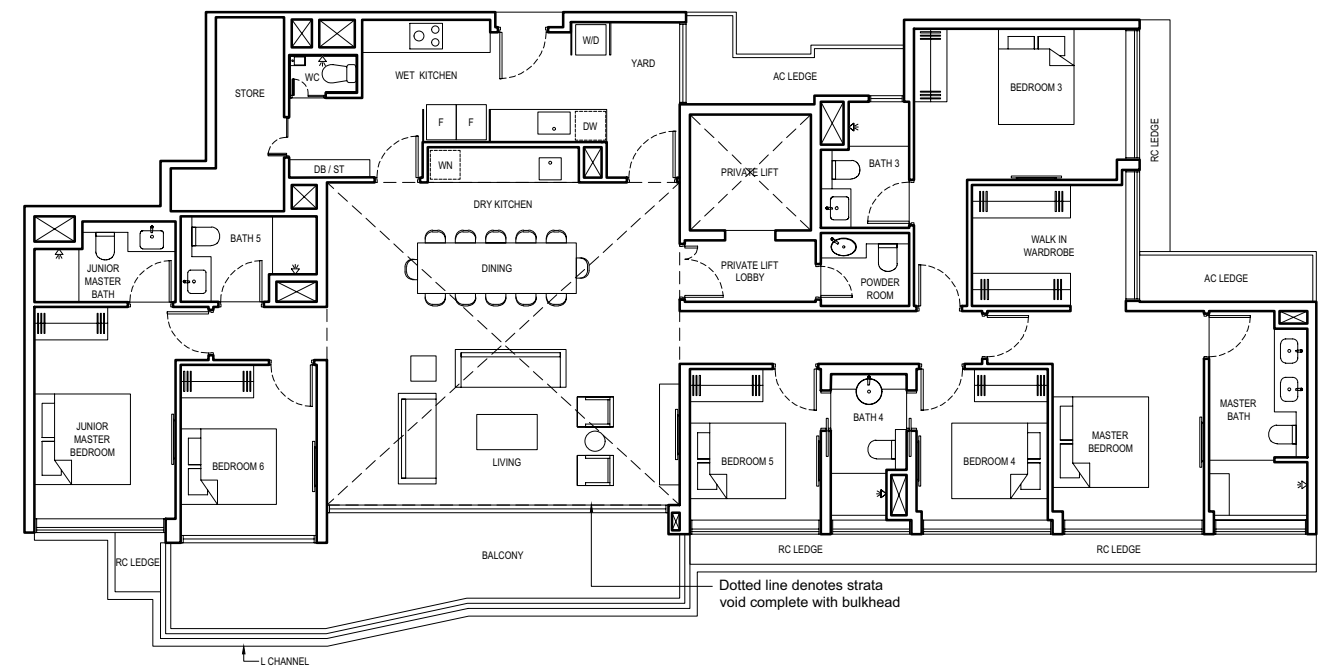 STORE
WC
WET KITCHEN
W/D
YARD
F
F
DW
DB / ST
WN
DRY KITCHEN
DINING
LIVING
BALCONY
AC LEDGE
PRIVATE LIFT
PRIVATE LIFT
LOBBY
BATH 3
POWDER
ROOM
BEDROOM 3
RC LEDGE
WALK IN
WARDROBE
AC LEDGE
JUNIOR
MASTER
BATH
BATH 5
JUNIOR
MASTER
BEDROOM
BEDROOM 6
BEDROOM 5
BATH 4
BEDROOM 4
MASTER
BEDROOM
MASTER
BATH
RC LEDGE
RC LEDGE
RC LEDGE
Dotted line denotes strata
void complete with bulkhead
L CHANNEL